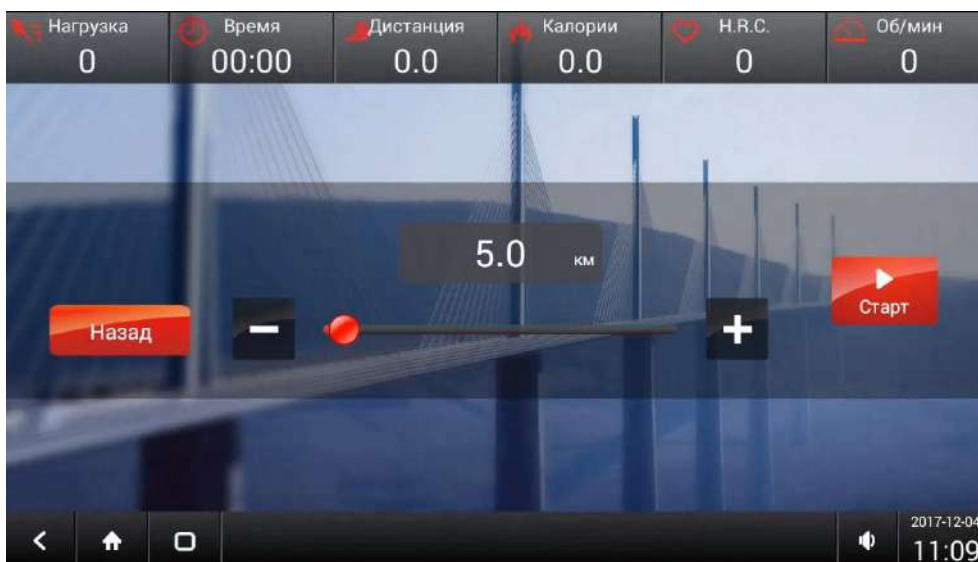 Нагрузка Время Дистанция Калории H.R.C. Об/мин
0 00:00 0.0 0.0 0 0
5.0 км
Старт
Назад
2017-12-04
11:09